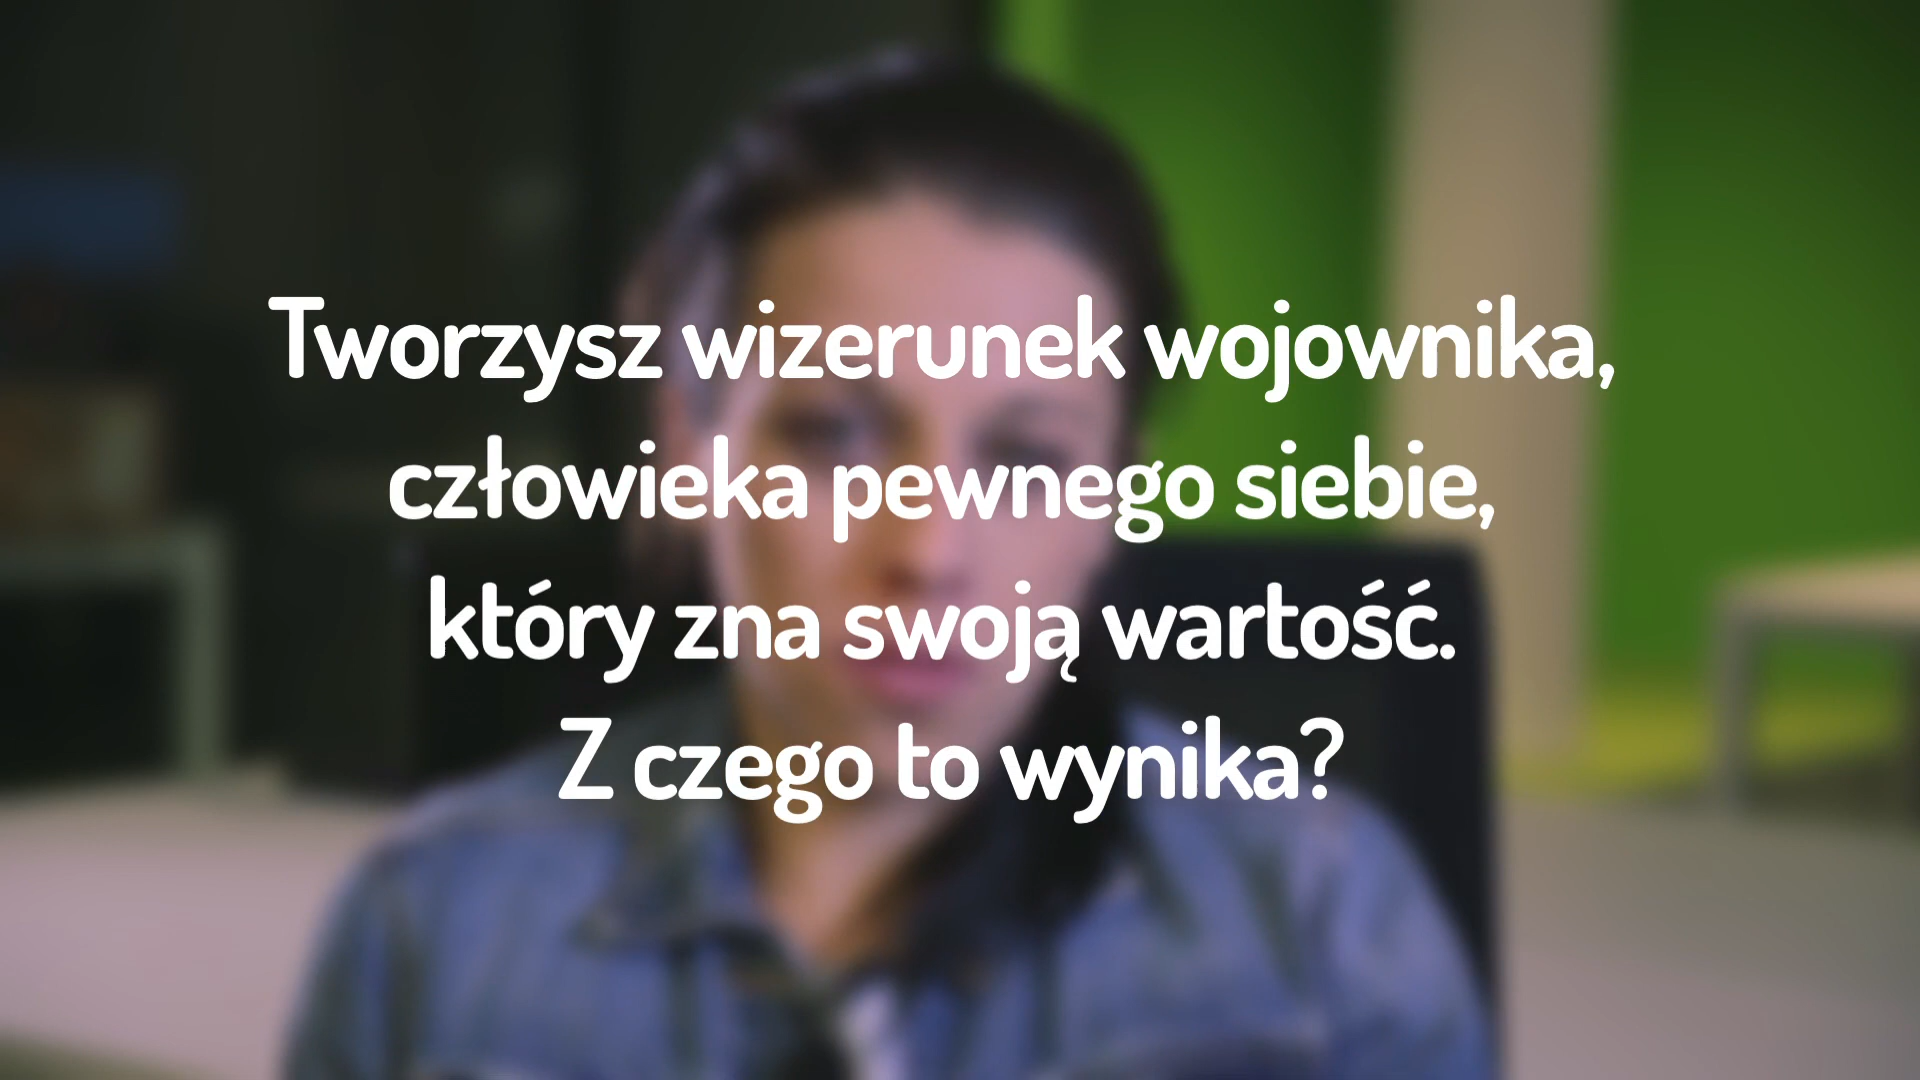 Tworzysz wizerunek wojownika,
człowieka pewnego siebie,
który zna swoją wartość.
Z czego to wynika?